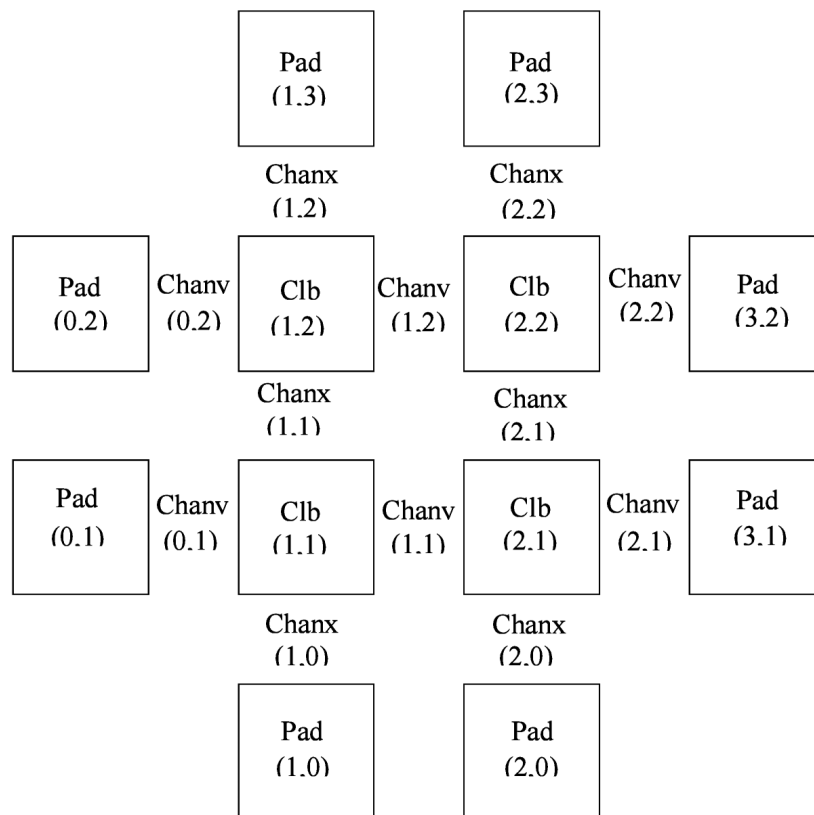 Pad
(1.3)
Pad
(2.3)
Chanx
(1.2)
Chanx
(2.2)
Pad
(0.2)
Chanv
(0.2)
Clb
(1.2)
Chanv
(1.2)
Clb
(2.2)
Chanv
(2.2)
Pad
(3.2)
Chanx
(1.1)
Chanx
(2.1)
Pad
(0.1)
Chanv
(0.1)
Clb
(1.1)
Chanv
(1.1)
Clb
(2.1)
Chanv
(2.1)
Pad
(3.1)
Chanx
(1.0)
Chanx
(2.0)
Pad
(1.0)
Pad
(2.0)